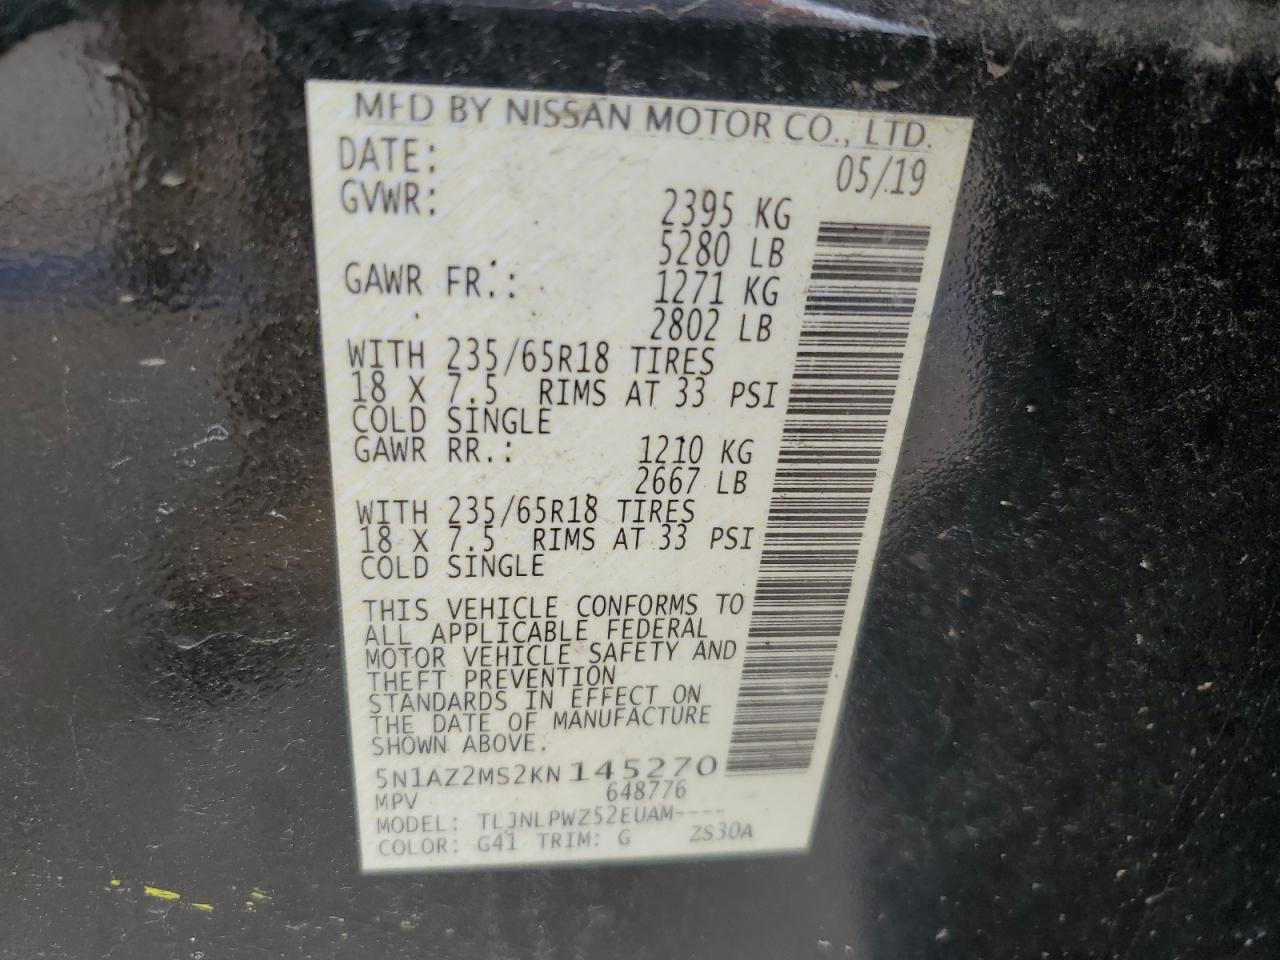 MFD BY NISSAN MOTOR CO., LTD.
DATE: 05/19
GVWR: 2395 KG
5280 LB
GAWR FR.: 1271 KG
2802 LB
WITH 235/65R18 TIRES
18 X 7.5 RIMS AT 33 PSI
COLD SINGLE
GAWR RR.: 1210 KG
2667 LB
WITH 235/65R18 TIRES
18 X 7.5 RIMS AT 33 PSI
COLD SINGLE
THIS VEHICLE CONFORMS TO
ALL APPLICABLE FEDERAL
MOTOR VEHICLE SAFETY AND
THEFT PREVENTION
STANDARDS IN EFFECT ON
THE DATE OF MANUFACTURE
SHOWN ABOVE.
5N1AZ2MS2KN145270
MPV 648776
MODEL: TLJNLPWZ52EUAM----
COLOR: G41 TRIM: G ZS30A